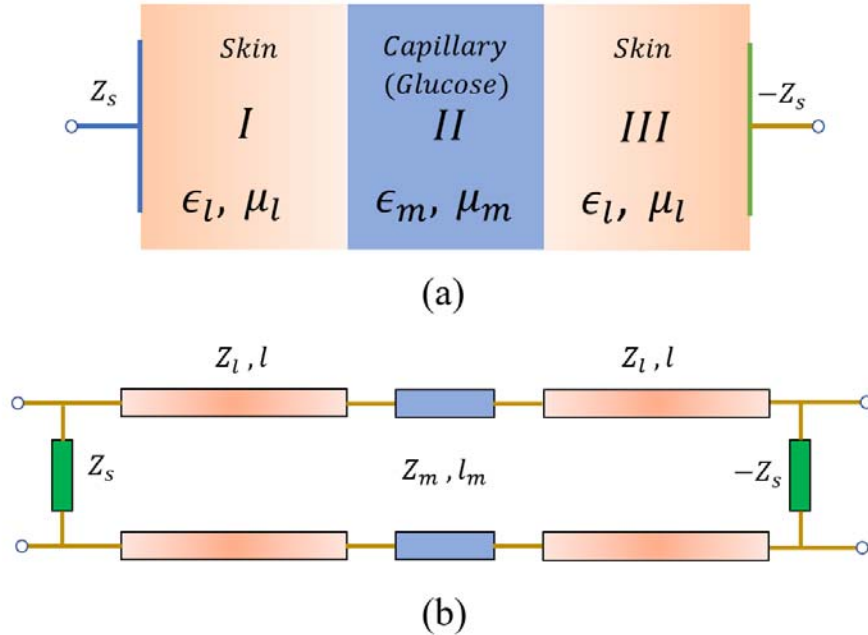 Skin Capillary Skin
(Glucose)
Z_s -Z_s
I II III
ϵ_l, μ_l ϵ_m, μ_m ϵ_l, μ_l
(a)
Z_l , l Z_l , l
Z_s Z_m , l_m -Z_s
(b)